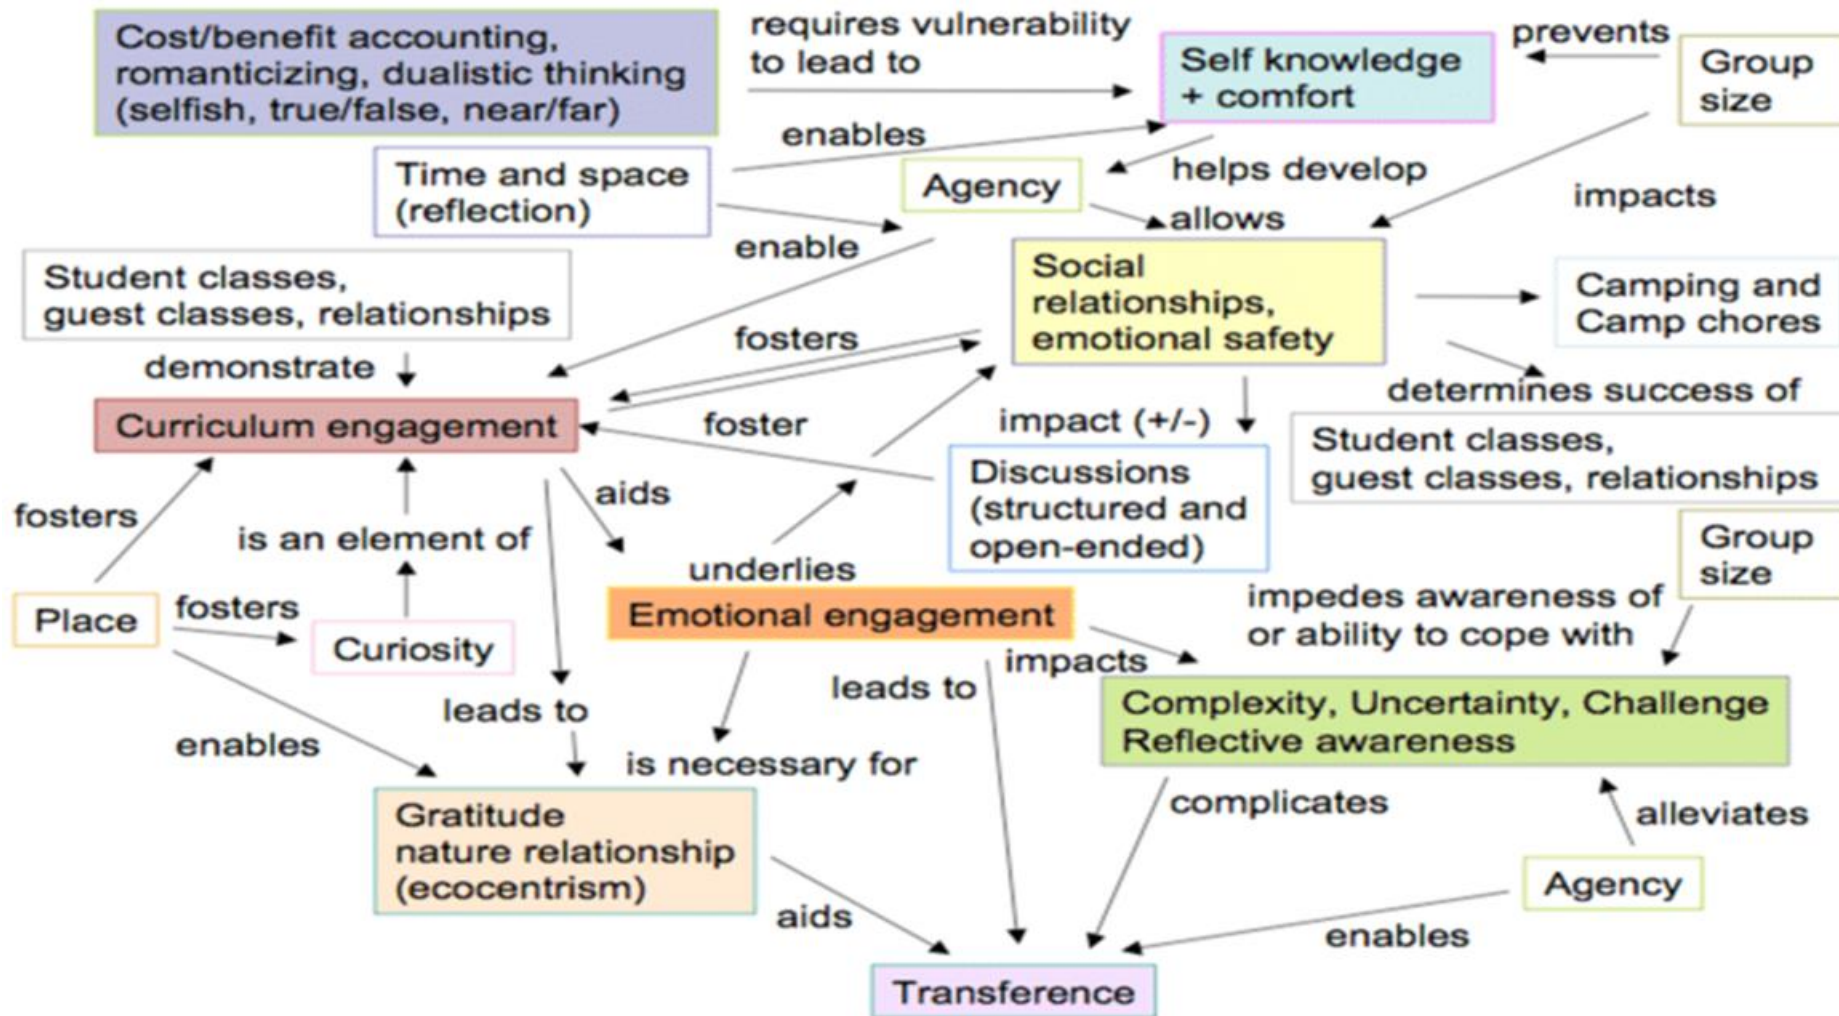 Cost/benefit accounting,
romanticizing, dualistic thinking
(selfish, true/false, near/far)
requires vulnerability
to lead to
Self knowledge
+ comfort
prevents
Group
size
enables
Time and space
(reflection)
Agency
helps develop
allows
impacts
enable
Student classes,
guest classes, relationships
demonstrate
Social
relationships,
emotional safety
Camping and
Camp chores
fosters
determines success of
Curriculum engagement
foster
impact (+/-)
Student classes,
guest classes, relationships
Discussions
(structured and
open-ended)
aids
fosters
is an element of
underlies
Group
size
Place
fosters
Curiosity
Emotional engagement
impedes awareness of
or ability to cope with
impacts
leads to
leads to
Complexity, Uncertainty, Challenge
Reflective awareness
enables
is necessary for
Gratitude
nature relationship
(ecocentrism)
complicates
alleviates
Agency
aids
enables
Transference